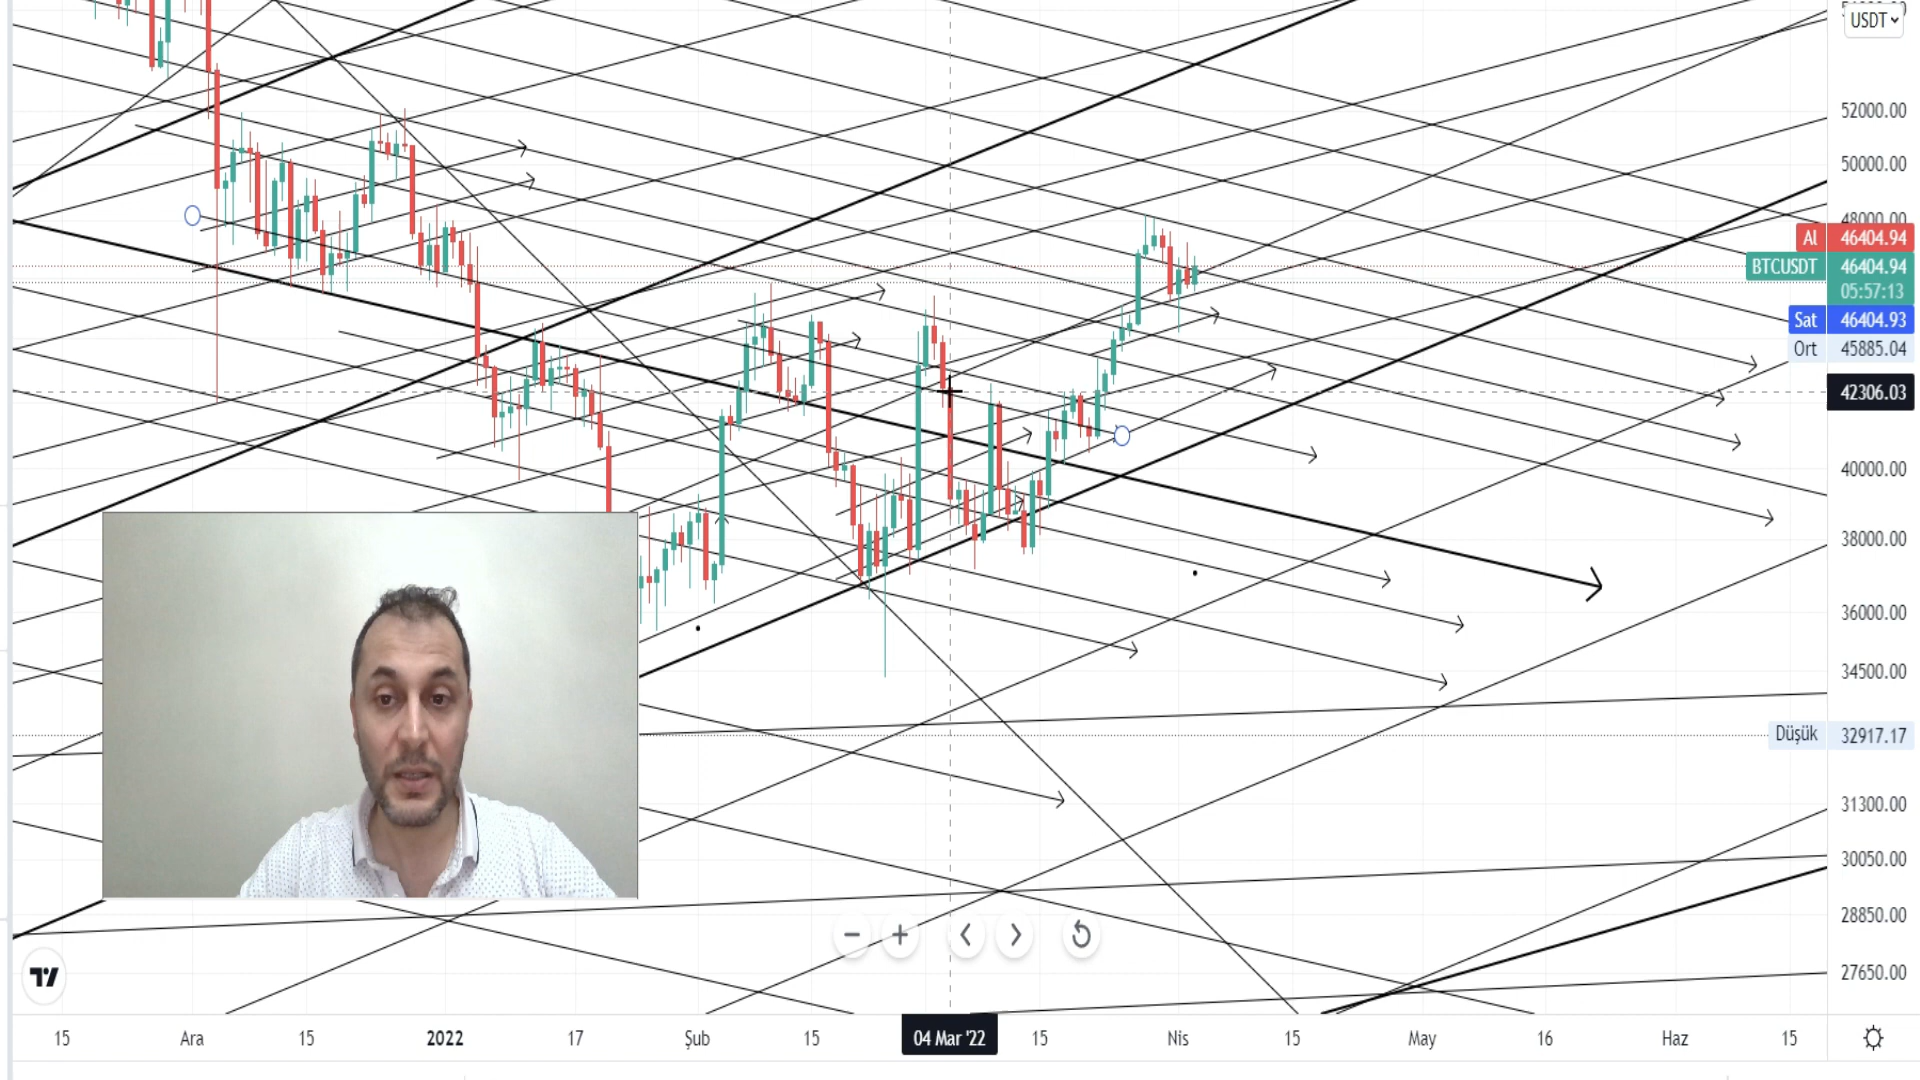 USDT
52000.00
50000.00
48000.00
Al 46404.94
BTCUSDT 46404.94
05:57:13
Sat 46404.93
Ort 45885.04
42306.03
40000.00
38000.00
36000.00
34500.00
Düşük 32917.17
31300.00
30050.00
28850.00
27650.00
15 Ara 15 2022 17 Şub 15 04 Mar '22 15 Nis 15 May 16 Haz 15